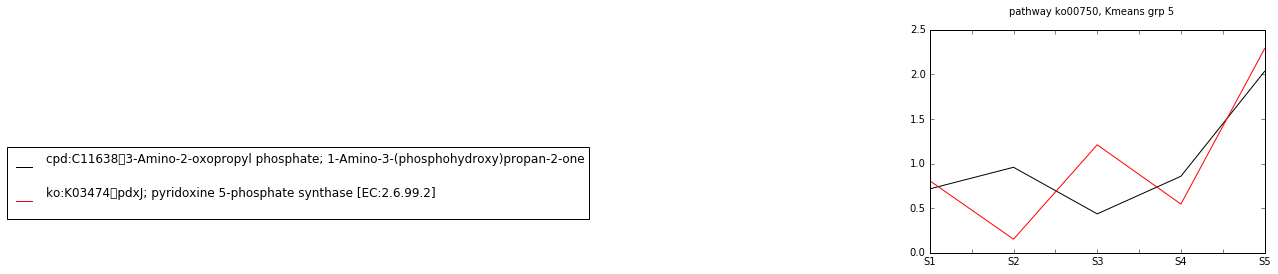 pathway ko00750, Kmeans grp 5
2.5
2.0
1.5
1.0
0.5
0.0
S1 S2 S3 S4 S5
cpd:C11638▯3-Amino-2-oxopropyl phosphate; 1-Amino-3-(phosphohydroxy)propan-2-one
ko:K03474▯pdxJ; pyridoxine 5-phosphate synthase [EC:2.6.99.2]